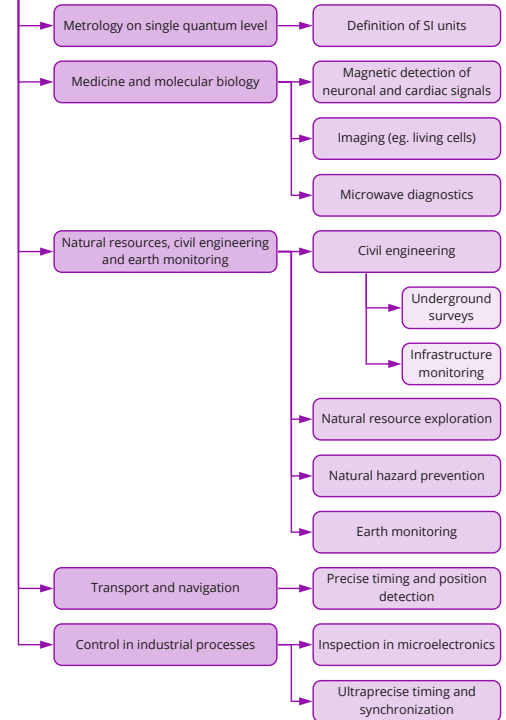 Metrology on single quantum level
Definition of SI units
Medicine and molecular biology
Magnetic detection of
neuronal and cardiac signals
Imaging (eg. living cells)
Microwave diagnostics
Natural resources, civil engineering
and earth monitoring
Civil engineering
Underground
surveys
Infrastructure
monitoring
Natural resource exploration
Natural hazard prevention
Earth monitoring
Transport and navigation
Precise timing and position
detection
Control in industrial processes
Inspection in microelectronics
Ultraprecise timing and
synchronization